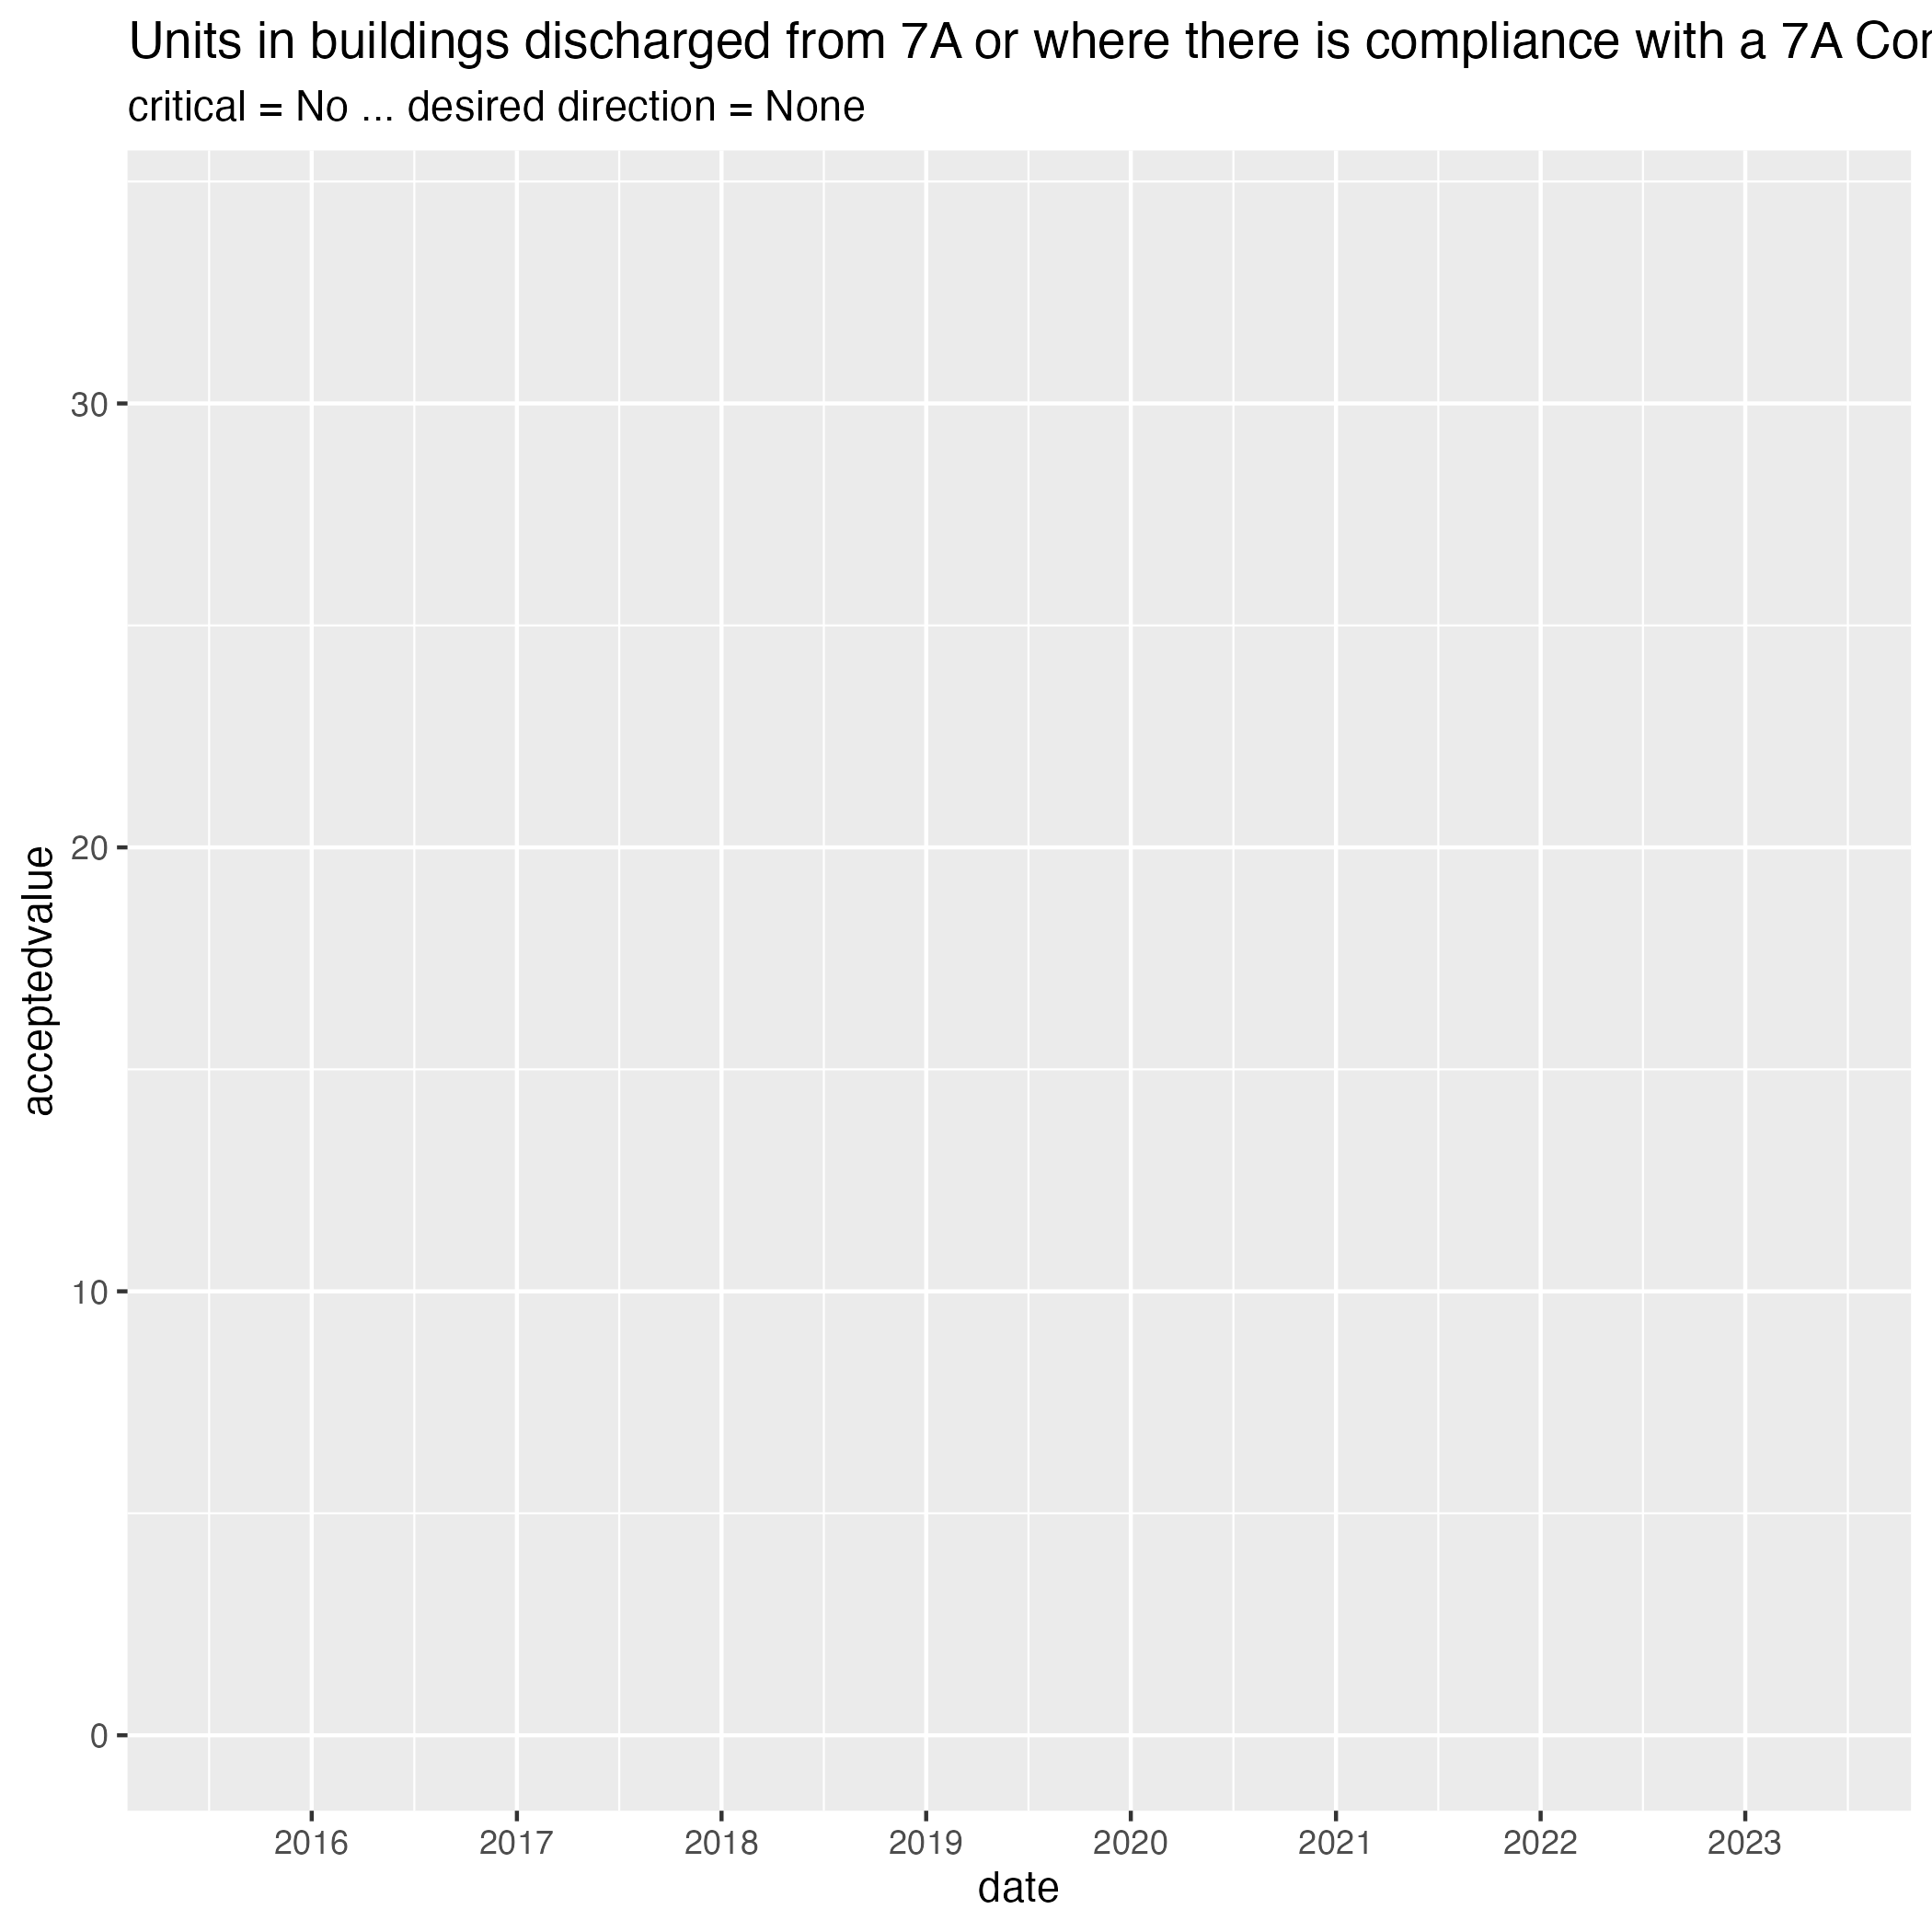 Units in buildings discharged from 7A or where there is compliance with a 7A
critical = No ... desired direction = None
30
20
10
0
acceptedvalue
2016 2017 2018 2019 2020 2021 2022 2023
date